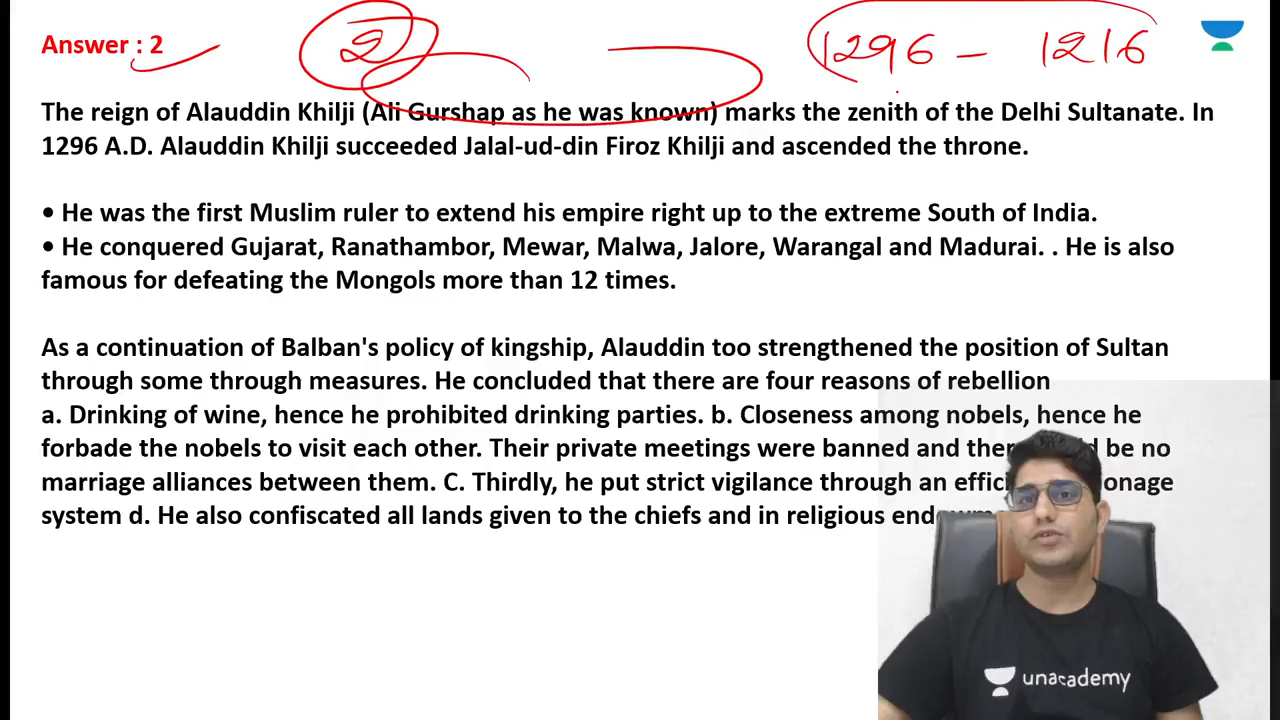 Answer : 2
2
1296 - 1216
The reign of Alauddin Khilji (Ali Gurshap as he was known) marks the zenith of the Delhi Sultanate. In
1296 A.D. Alauddin Khilji succeeded Jalal-ud-din Firoz Khilji and ascended the throne.
• He was the first Muslim ruler to extend his empire right up to the extreme South of India.
• He conquered Gujarat, Ranathambor, Mewar, Malwa, Jalore, Warangal and Madurai. . He is also
famous for defeating the Mongols more than 12 times.
As a continuation of Balban's policy of kingship, Alauddin too strengthened the position of Sultan
through some through measures. He concluded that there are four reasons of rebellion
a. Drinking of wine, hence he prohibited drinking parties. b. Closeness among nobels, hence he
forbade the nobels to visit each other. Their private meetings were banned and be no
marriage alliances between them. C. Thirdly, he put strict vigilance through an
system d. He also confiscated all lands given to the chiefs and in religious
unacademy